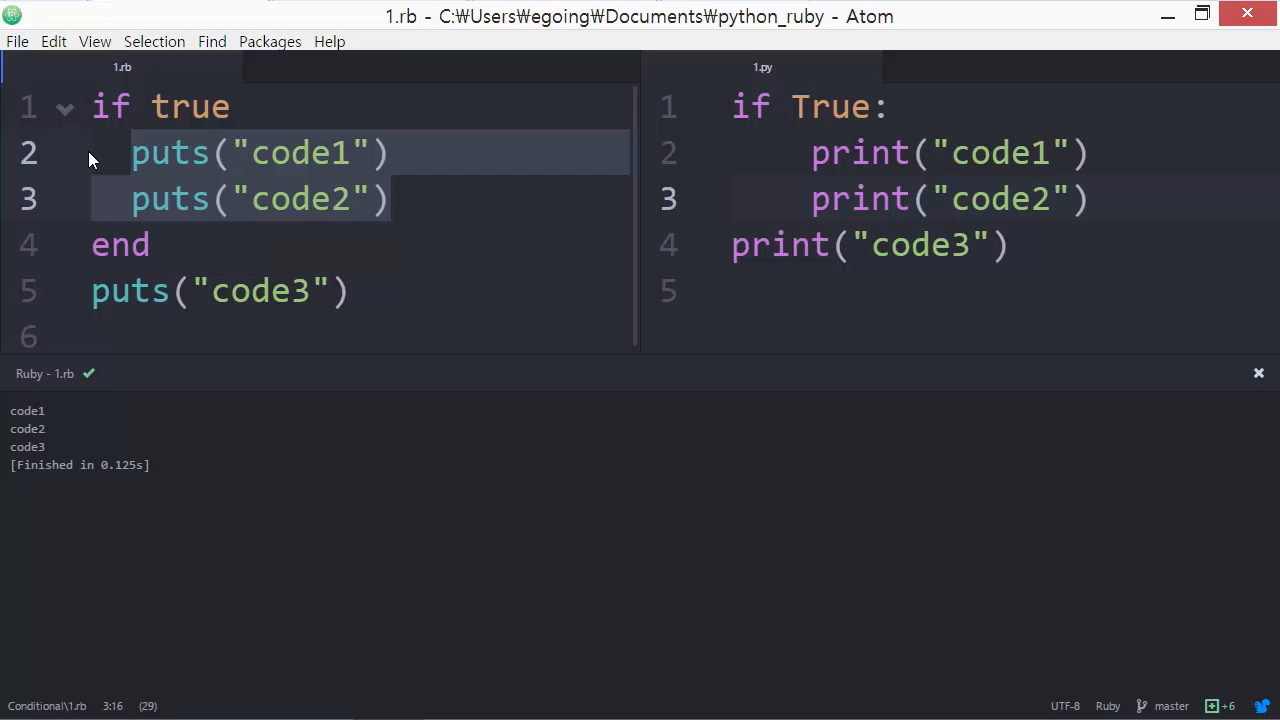 1.rb - C:₩Users₩egoing₩Documents₩python_ruby - Atom
File Edit View Selection Find Packages Help
1.rb
1 if true
2 puts("code1")
3 puts("code2")
4 end
5 puts("code3")
6
1.py
1 if True:
2 print("code1")
3 print("code2")
4 print("code3")
5
Ruby - 1.rb
code1
code2
code3
[Finished in 0.125s]
Conditional\1.rb 3:16 (29) UTF-8 Ruby master +6